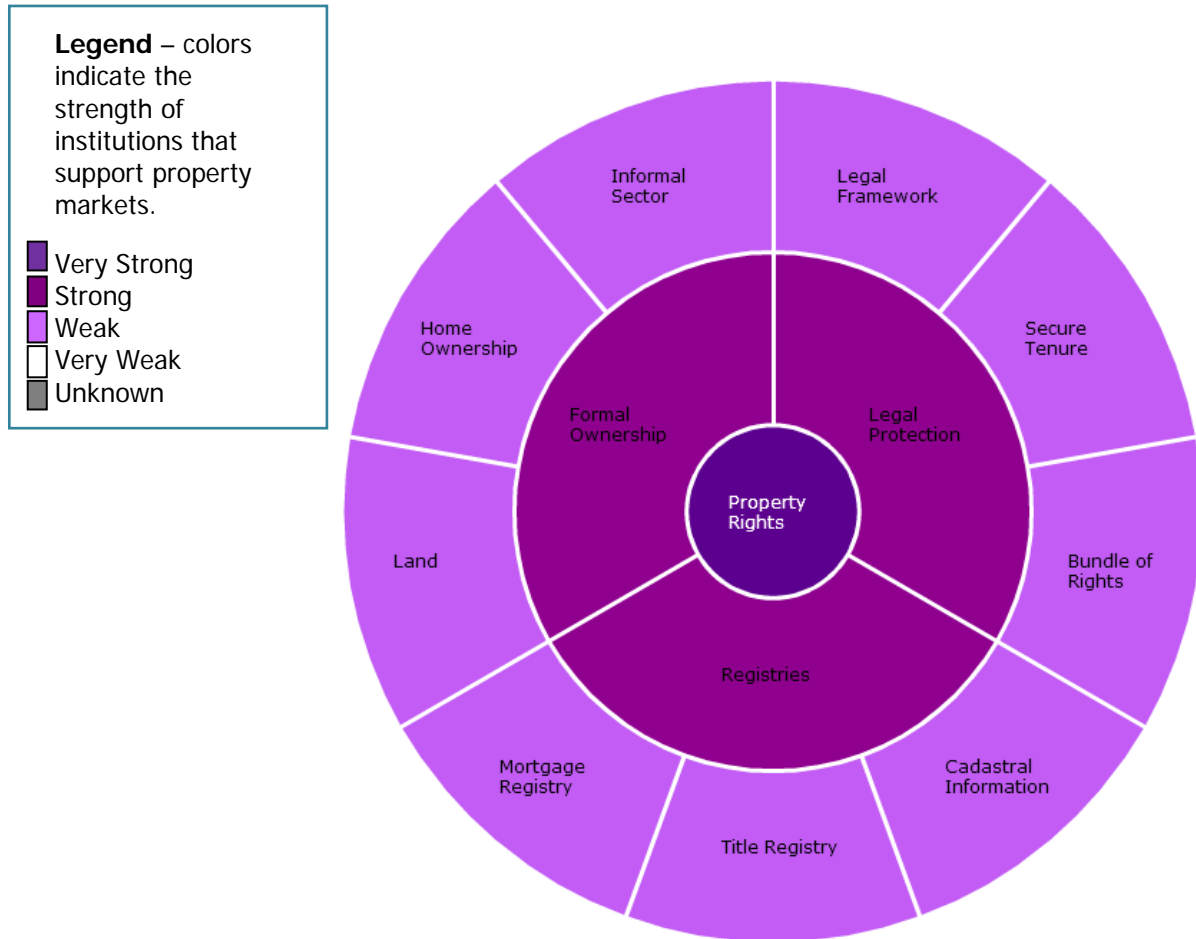 Legend – colors
indicate the
strength of
institutions that
support property
markets.
Very Strong
Strong
Weak
Very Weak
Unknown
Informal
Sector
Legal
Framework
Home
Ownership
Secure
Tenure
Formal
Ownership
Legal
Protection
Property
Rights
Land
Bundle of
Rights
Registries
Mortgage
Registry
Cadastral
Information
Title Registry